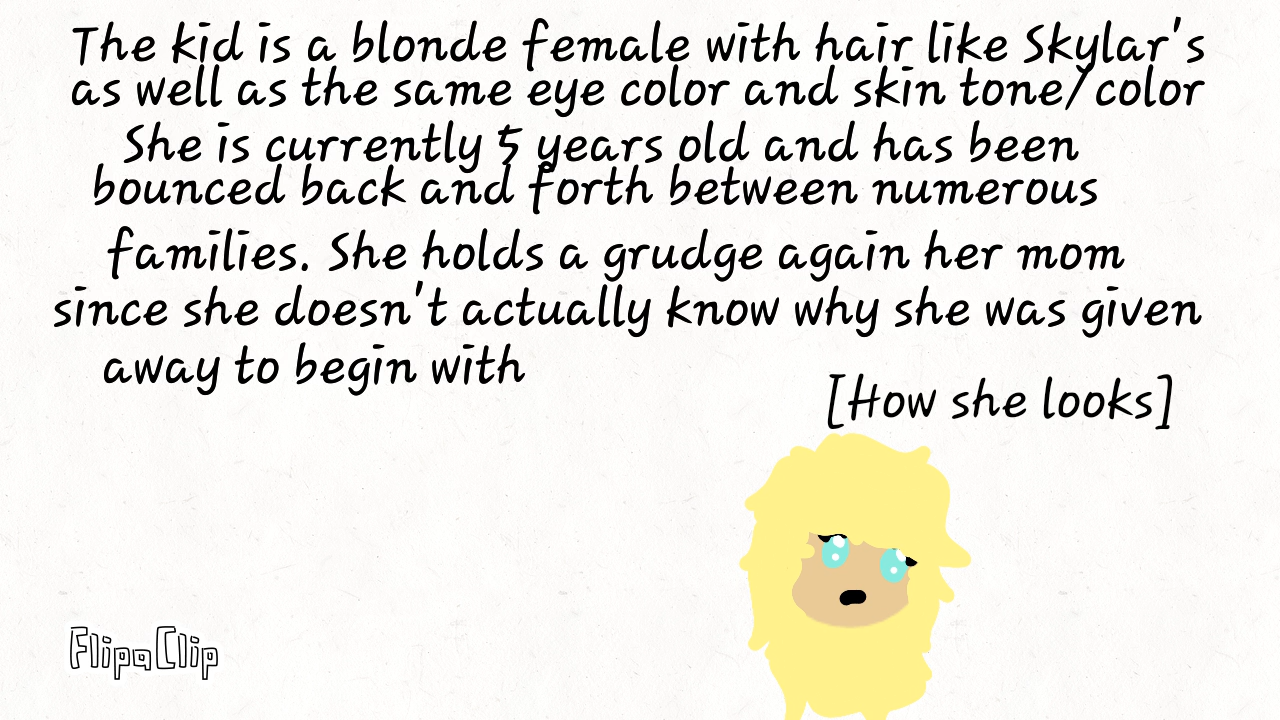 The kid is a blonde female with hair like Skylar's
as well as the same eye color and skin tone/color
She is currently 5 years old and has been
bounced back and forth between numerous
families. She holds a grudge again her mom
since she doesn't actually know why she was given
away to begin with
[How she looks]
FlipaClip